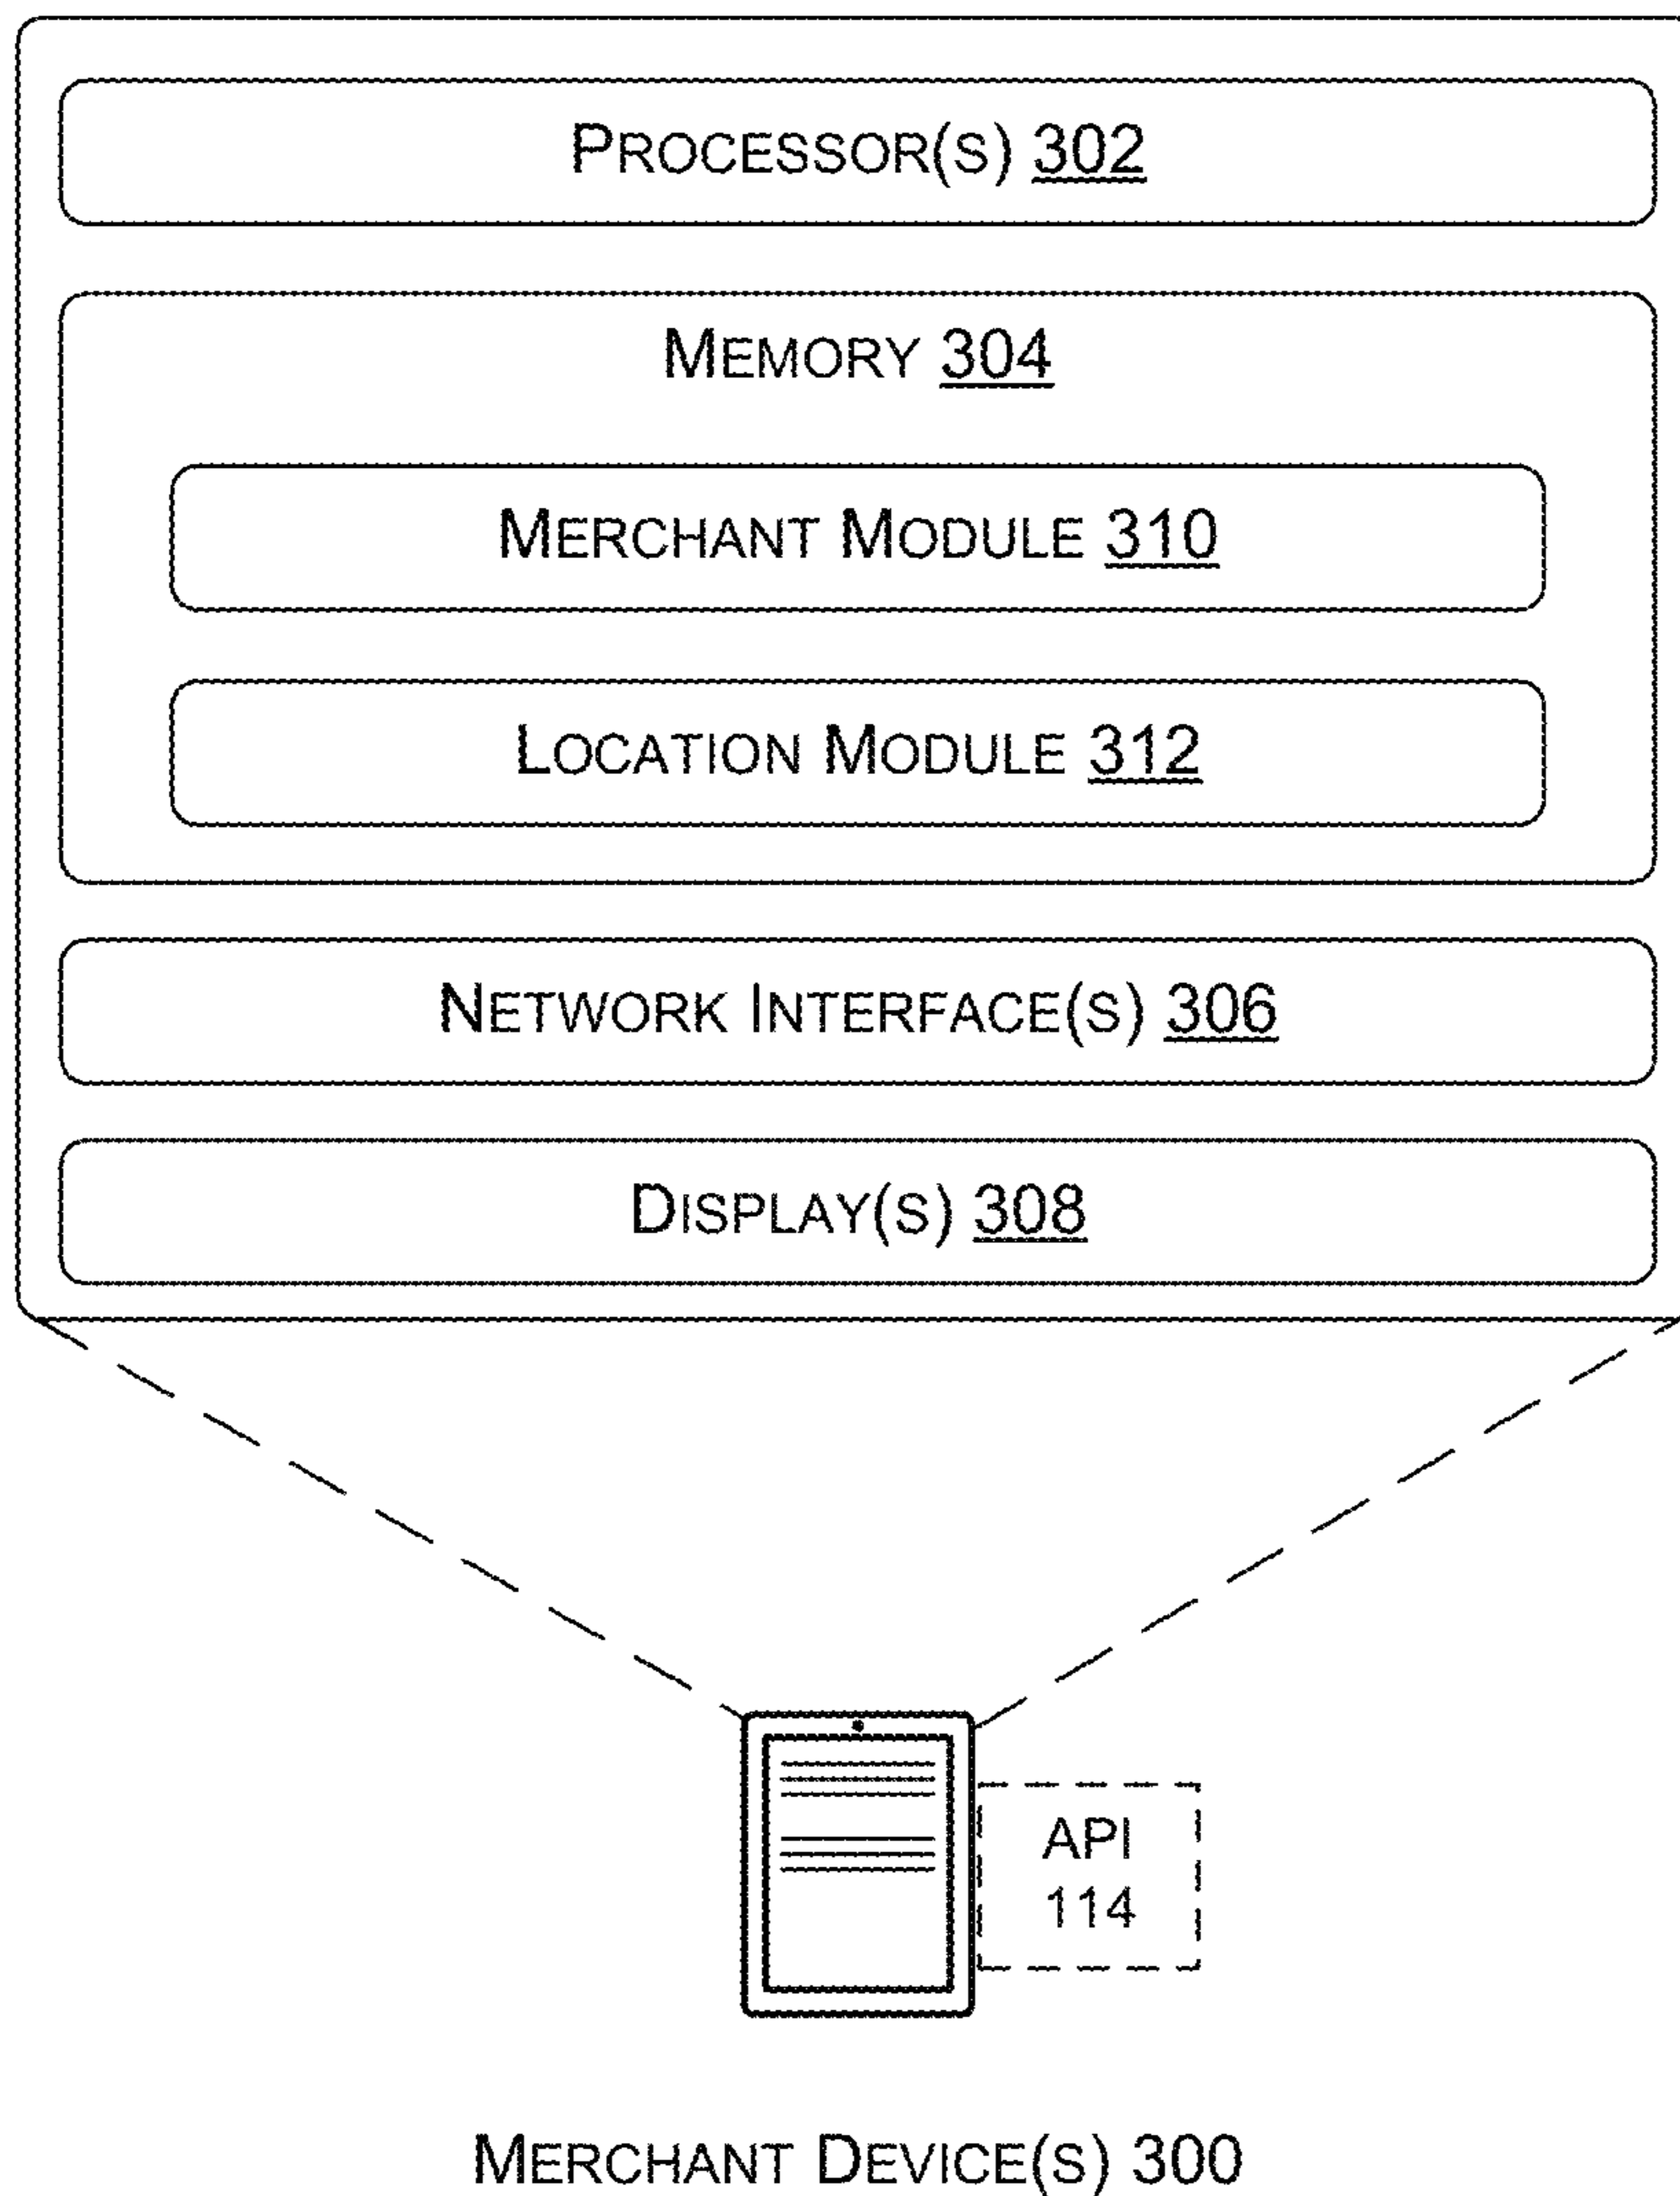 PROCESSOR(S) 302
MEMORY 304
MERCHANT MODULE 310
LOCATION MODULE 312
NETWORK INTERFACE(S) 306
DISPLAY(S) 308
API
114
MERCHANT DEVICE(S) 300